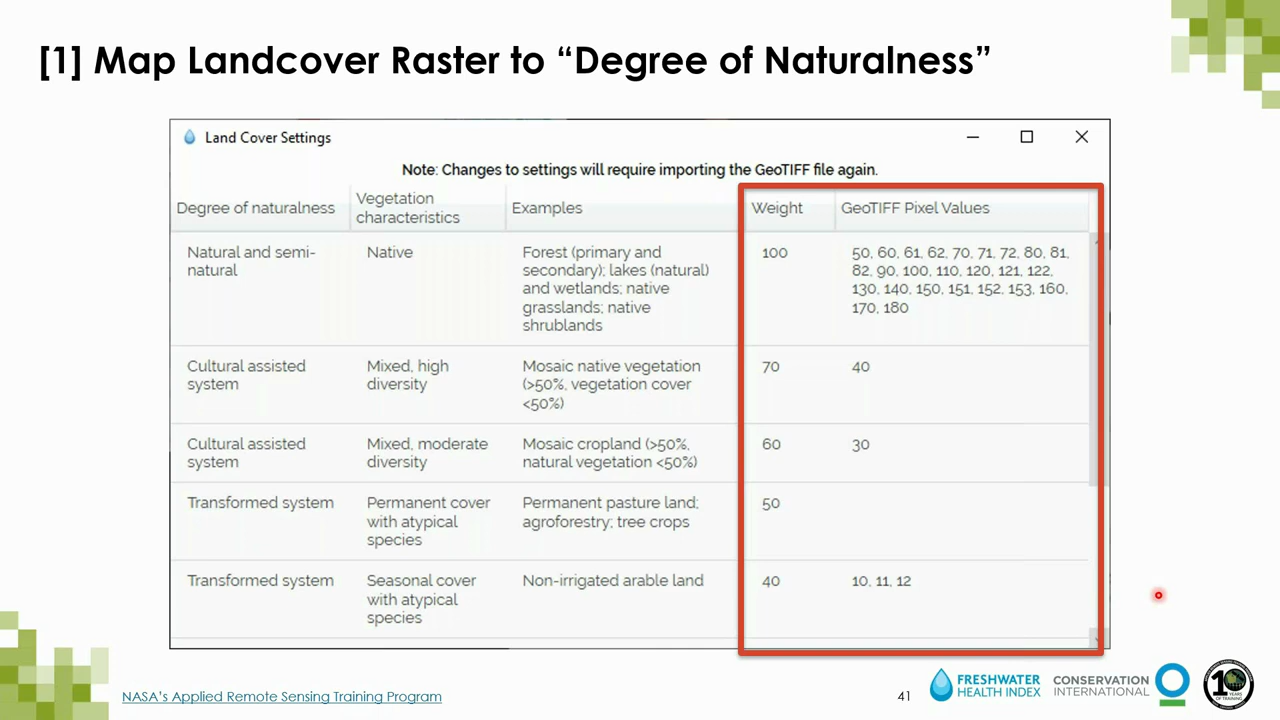 [1] Map Landcover Raster to “Degree of Naturalness”
Land Cover Settings
Note: Changes to settings will require importing the GeoTIFF file again.
Degree of naturalness
Vegetation
characteristics
Examples
Weight
GeoTIFF Pixel Values
Natural and semi-
natural
Native
Forest (primary and
secondary); lakes (natural)
and wetlands; native
grasslands; native
shrublands
100
50, 60, 61, 62, 70, 71, 72, 80, 81,
82, 90, 100, 110, 120, 121, 122,
130, 140, 150, 151, 152, 153, 160,
170, 180
Cultural assisted
system
Mixed, high
diversity
Mosaic native vegetation
(>50%, vegetation cover
<50%)
70
40
Cultural assisted
system
Mixed, moderate
diversity
Mosaic cropland (>50%,
natural vegetation <50%)
60
30
Transformed system
Permanent cover
with atypical
species
Permanent pasture land;
agroforestry; tree crops
50
Transformed system
Seasonal cover
with atypical
species
Non-irrigated arable land
40
10, 11, 12
NASA's Applied Remote Sensing Training Program
41
FRESHWATER
HEALTH INDEX
CONSERVATION
INTERNATIONAL
10
YEARS
OF TRAINING